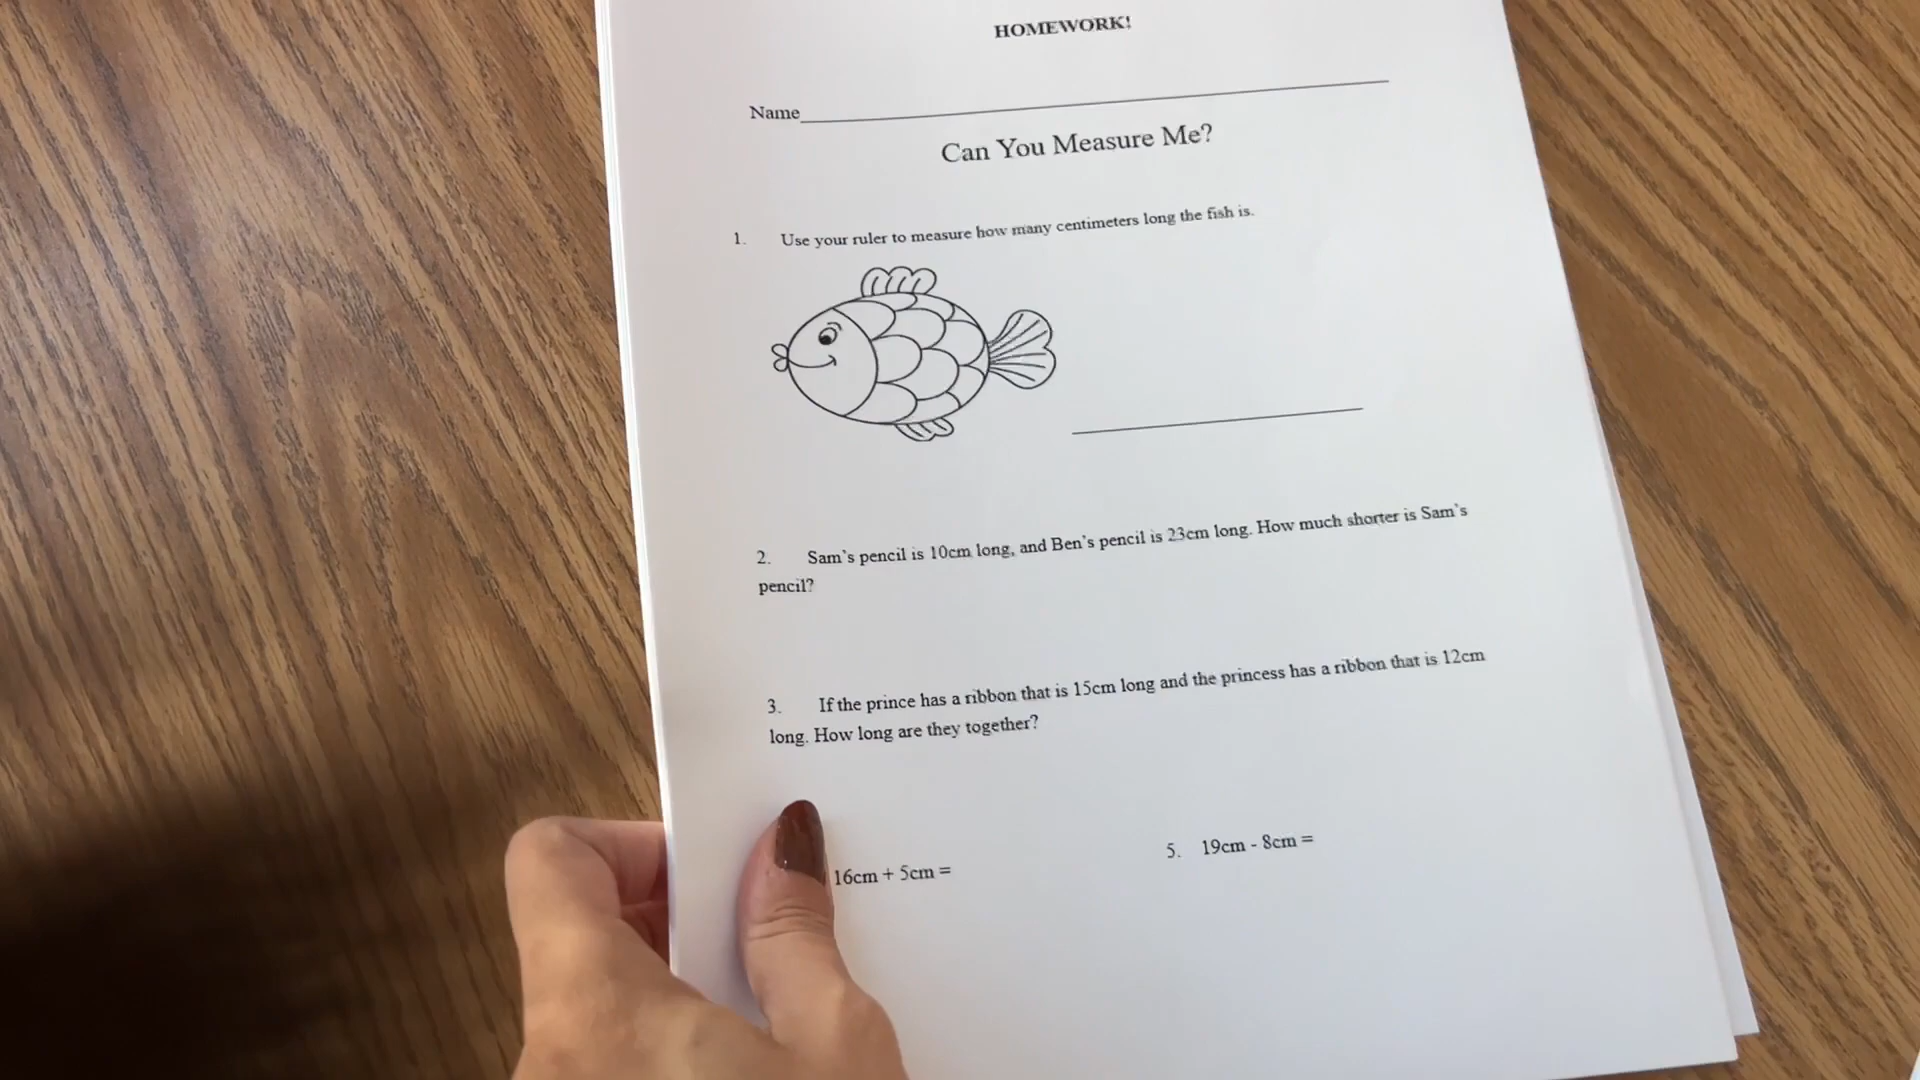 HOMEWORK!
Name
Can You Measure Me?
1. Use your ruler to measure how many centimeters long the fish is.
2. Sam's pencil is 10cm long, and Ben's pencil is 23cm long. How much shorter is Sam's
pencil?
3. If the prince has a ribbon that is 15cm long and the princess has a ribbon that is 12cm
long. How long are they together?
16cm + 5cm =
5. 19cm - 8cm =